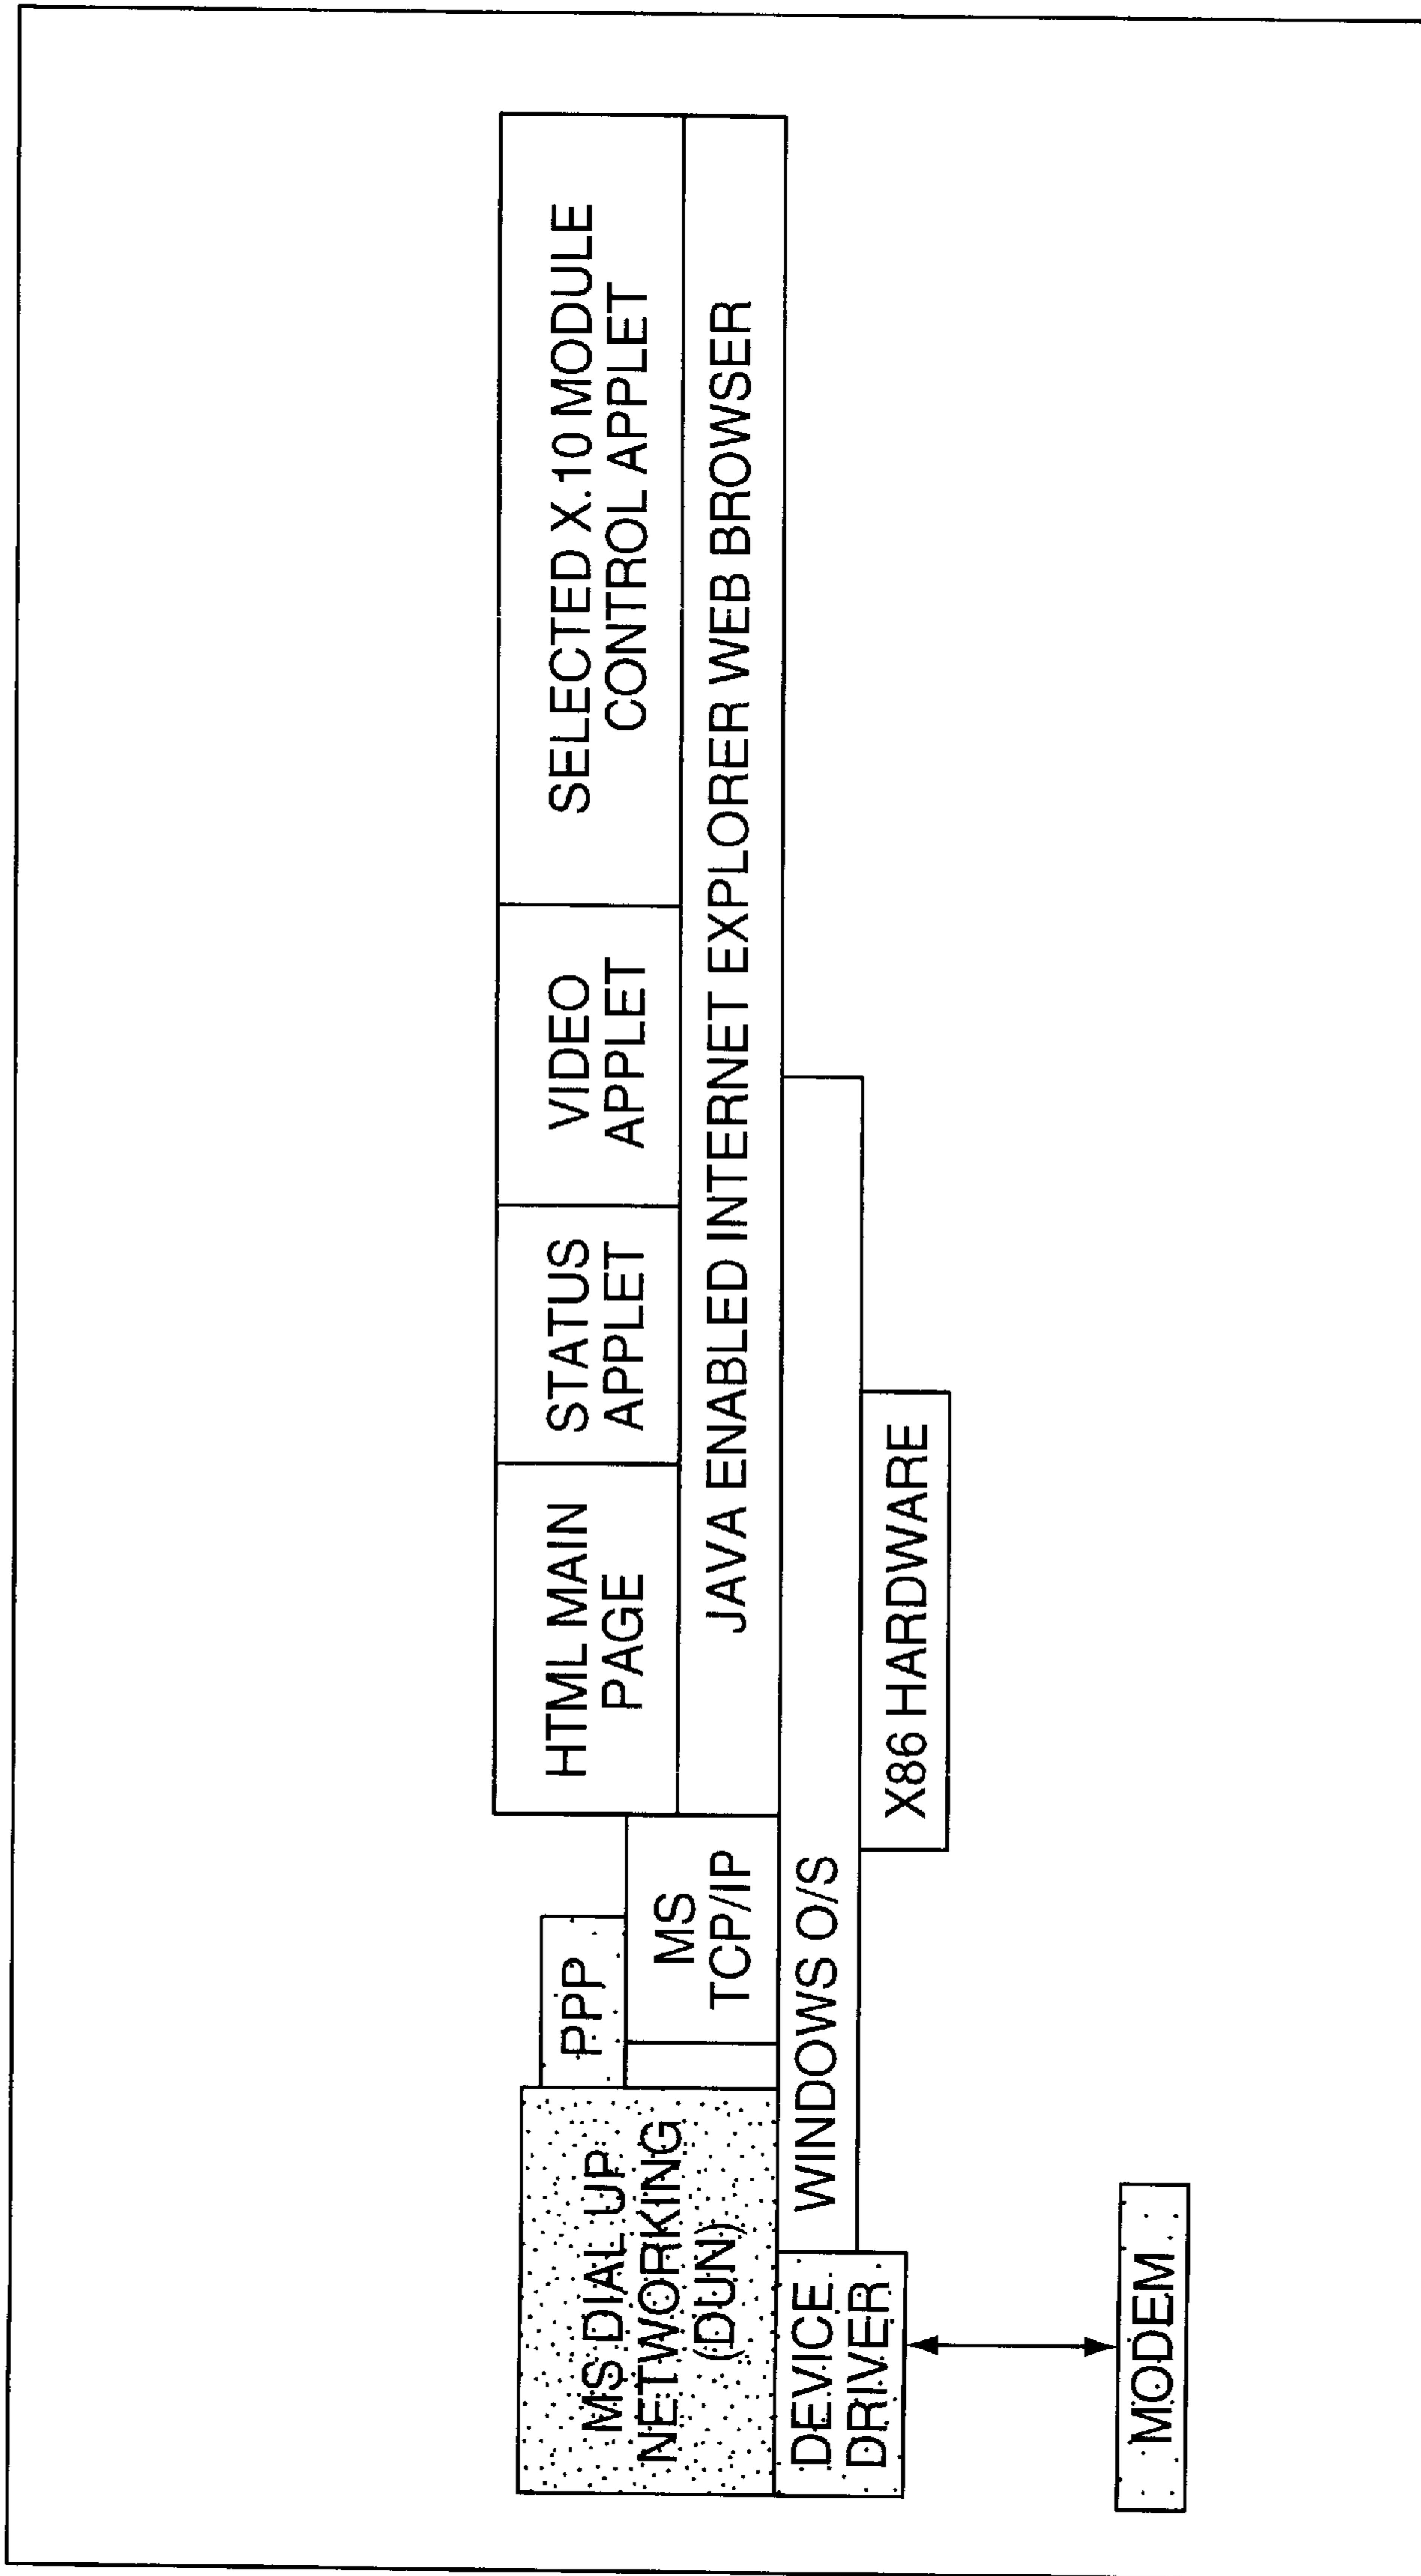 MS DIAL UP
NETWORKING
(DUN)
PPP
MS
TCP/IP
HTML MAIN
PAGE
STATUS
APPLET
VIDEO
APPLET
SELECTED X.10 MODULE
CONTROL APPLET
JAVA ENABLED INTERNET EXPLORER WEB BROWSER
DEVICE
DRIVER
WINDOWS O/S
X86 HARDWARE
MODEM